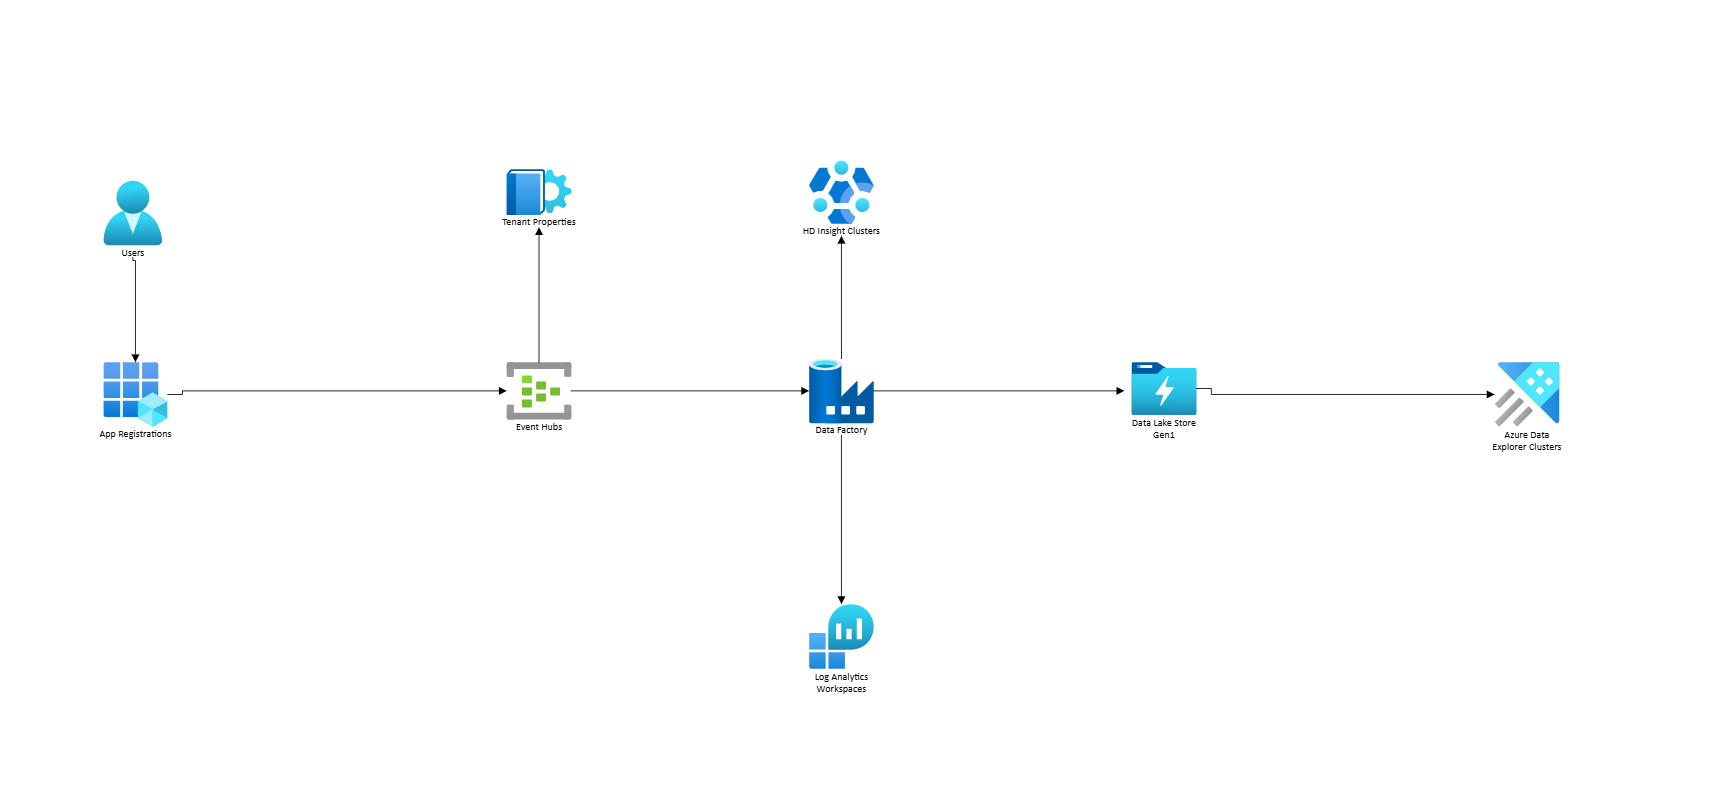 Users
Tenant Properties
HD Insight Clusters
App Registrations
Event Hubs
Data Factory
Data Lake Store
Gen1
Azure Data
Explorer Clusters
Log Analytics
Workspaces